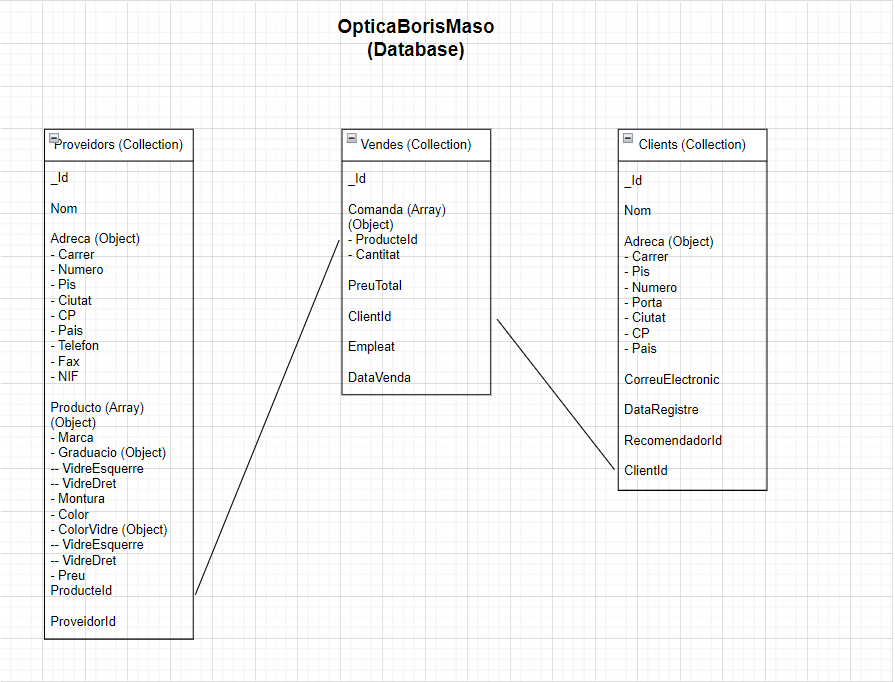 OpticaBorisMaso
(Database)
Proveidors (Collection)
_Id
Nom
Adreca (Object)
- Carrer
- Numero
- Pis
- Ciutat
- CP
- Pais
- Telefon
- Fax
- NIF
Producto (Array)
(Object)
- Marca
- Graduacio (Object)
-- VidreEsquerre
-- VidreDret
- Montura
- Color
- ColorVidre (Object)
-- VidreEsquerre
-- VidreDret
- Preu
ProducteId
ProveidorId
Vendes (Collection)
_Id
Comanda (Array)
(Object)
- ProducteId
- Cantitat
PreuTotal
ClientId
Empleat
DataVenda
Clients (Collection)
_Id
Nom
Adreca (Object)
- Carrer
- Pis
- Numero
- Porta
- Ciutat
- CP
- Pais
CorreuElectronic
DataRegistre
RecomendadorId
ClientId